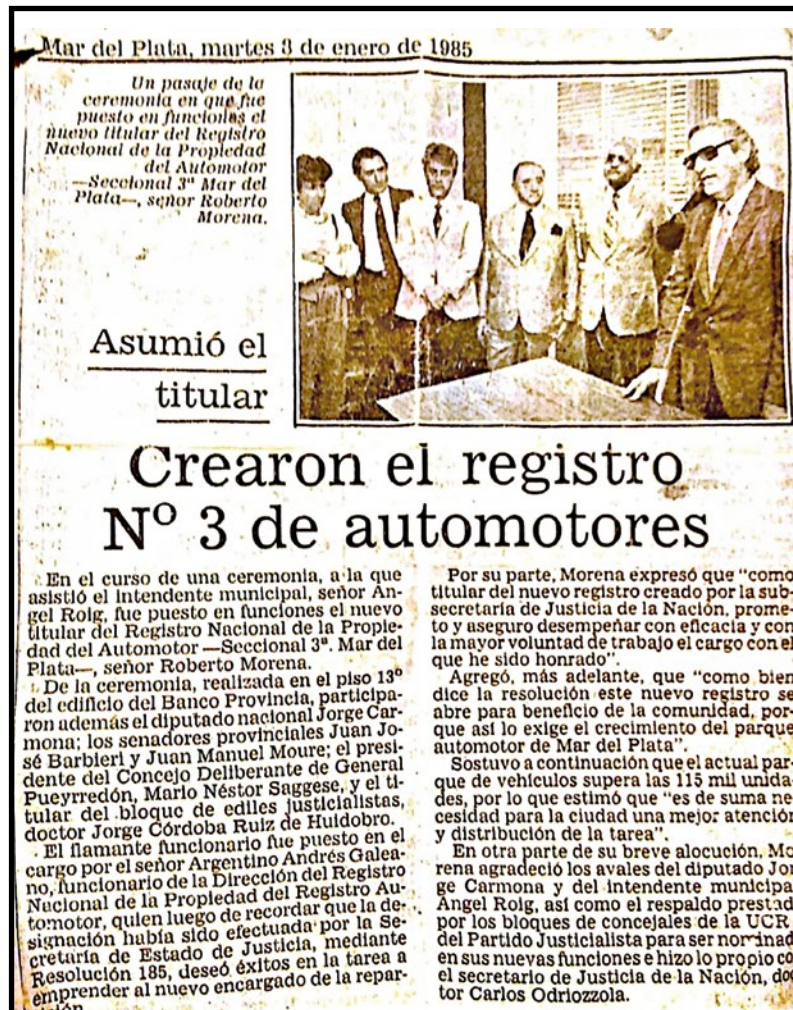 Mar del Plata, martes 3 de enero de 1985
Un pasaje de la
ceremonia en que fue
puesto en funciones el
nuevo titular del Registro
Nacional de la Propiedad
del Automotor
—Seccional 3ª Mar del
Plata—, señor Roberto
Morena.
Asumió el
titular
Crearon el registro
Nº 3 de automotores
En el curso de una ceremonia, a la que
asistió el intendente municipal, señor An-
gel Roig, fue puesto en funciones el nuevo
titular del Registro Nacional de la Propie-
dad del Automotor —Seccional 3ª. Mar del
Plata—, señor Roberto Morena.
De la ceremonia, realizada en el piso 13º
del edificio del Banco Provincia, participa-
ron además el diputado nacional Jorge Car-
mona; los senadores provinciales Juan Jo-
sé Barbieri y Juan Manuel Moure; el presi-
dente del Concejo Deliberante de General
Pueyrredón, Mario Néstor Saggese, y el ti-
tular del bloque de ediles justicialistas,
doctor Jorge Córdoba Ruiz de Huidobro.
El flamante funcionario fue puesto en el
cargo por el señor Argentino Andrés Galea-
no, funcionario de la Dirección del Registro
Nacional de la Propiedad del Registro Au-
tomotor, quien luego de recordar que la de-
signación había sido efectuada por la Se-
cretaría de Estado de Justicia, mediante
Resolución 185, deseó éxitos en la tarea a
emprender al nuevo encargado de la repar-
Por su parte, Morena expresó que "como
titular del nuevo registro creado por la sub-
secretaría de Justicia de la Nación, prome-
to y aseguro desempeñar con eficacia y con
la mayor voluntad de trabajo el cargo con el
que he sido honrado".
Agregó, más adelante, que "como bien
dice la resolución este nuevo registro se
abre para beneficio de la comunidad, por-
que así lo exige el crecimiento del parque
automotor de Mar del Plata".
Sostuvo a continuación que el actual par-
que de vehículos supera las 115 mil unida-
des, por lo que estimó que "es de suma ne-
cesidad para la ciudad una mejor atención
y distribución de la tarea".
En otra parte de su breve alocución, Mo
rena agradeció los avales del diputado Jor
ge Carmona y del intendente municipa
Angel Roig, así como el respaldo prestad
por los bloques de concejales de la UCR
del Partido Justicialista para ser nominad
en sus nuevas funciones e hizo lo propio co
el secretario de Justicia de la Nación, doc
tor Carlos Odriozzola.